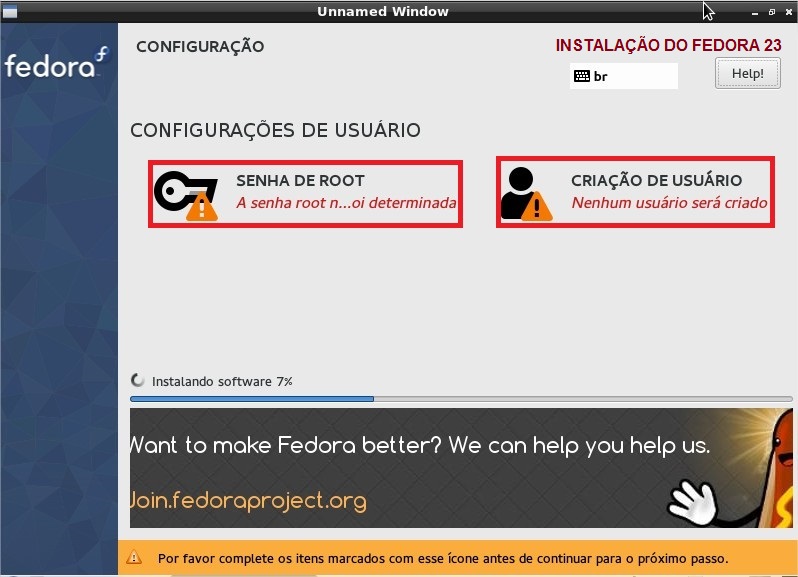 Unnamed Window
fedora
CONFIGURAÇÃO
INSTALAÇÃO DO FEDORA 23
br
Help!
CONFIGURAÇÕES DE USUÁRIO
SENHA DE ROOT
A senha root n...oi determinada
CRIAÇÃO DE USUÁRIO
Nenhum usuário será criado
Instalando software 7%
Want to make Fedora better? We can help you help us.
Join.fedoraproject.org
Por favor complete os itens marcados com esse ícone antes de continuar para o próximo passo.